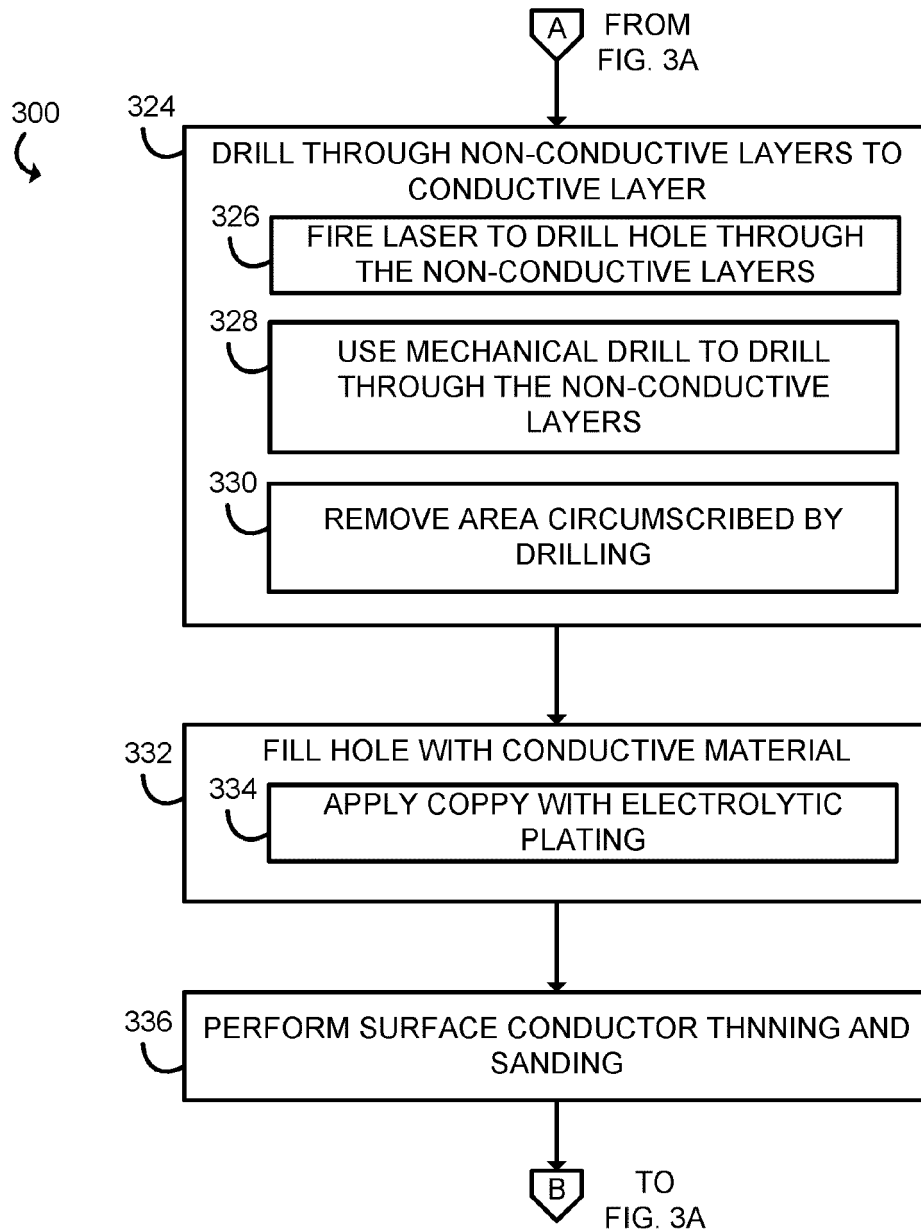 A
FROM
FIG. 3A
300
324
DRILL THROUGH NON-CONDUCTIVE LAYERS TO
CONDUCTIVE LAYER
326
FIRE LASER TO DRILL HOLE THROUGH
THE NON-CONDUCTIVE LAYERS
328
USE MECHANICAL DRILL TO DRILL
THROUGH THE NON-CONDUCTIVE
LAYERS
330
REMOVE AREA CIRCUMSCRIBED BY
DRILLING
332
FILL HOLE WITH CONDUCTIVE MATERIAL
334
APPLY COPPY WITH ELECTROLYTIC
PLATING
336
PERFORM SURFACE CONDUCTOR THNNING AND
SANDING
B
TO
FIG. 3A